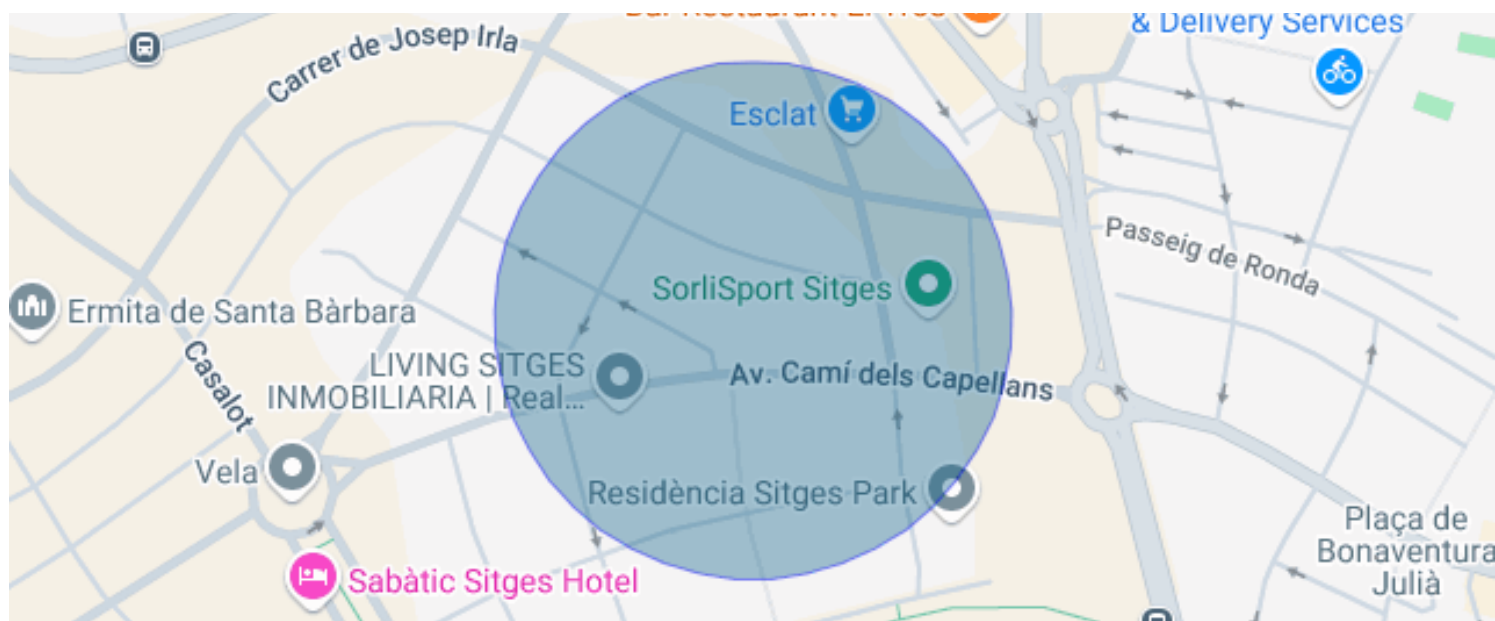 & Delivery Services
Carrer de Josep Irla
Esclat
Passeig de Ronda
SorliSport Sitges
Ermita de Santa Bàrbara
Casalot
LIVING SITGES
INMOBILIARIA | Real...
Av. Camí dels Capellans
Vela
Residència Sitges Park
Plaça de
Bonaventura
Julià
Sabàtic Sitges Hotel